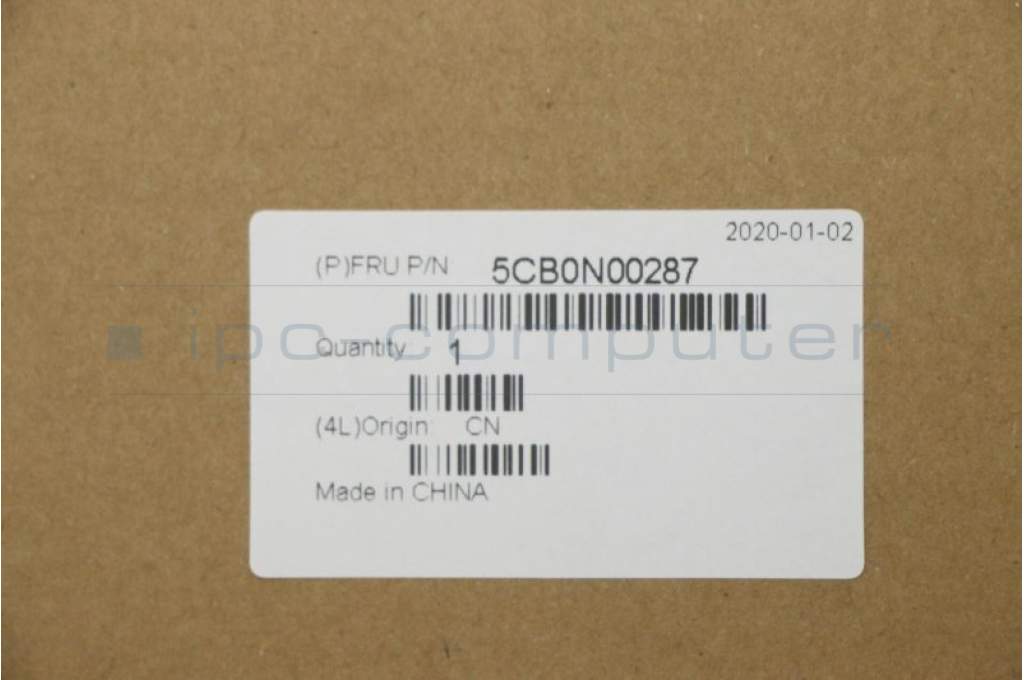 2020-01-02
(P)FRU P/N 5CB0N00287
ipc-computer
Quantity 1
(4L)Origin CN
Made in CHINA